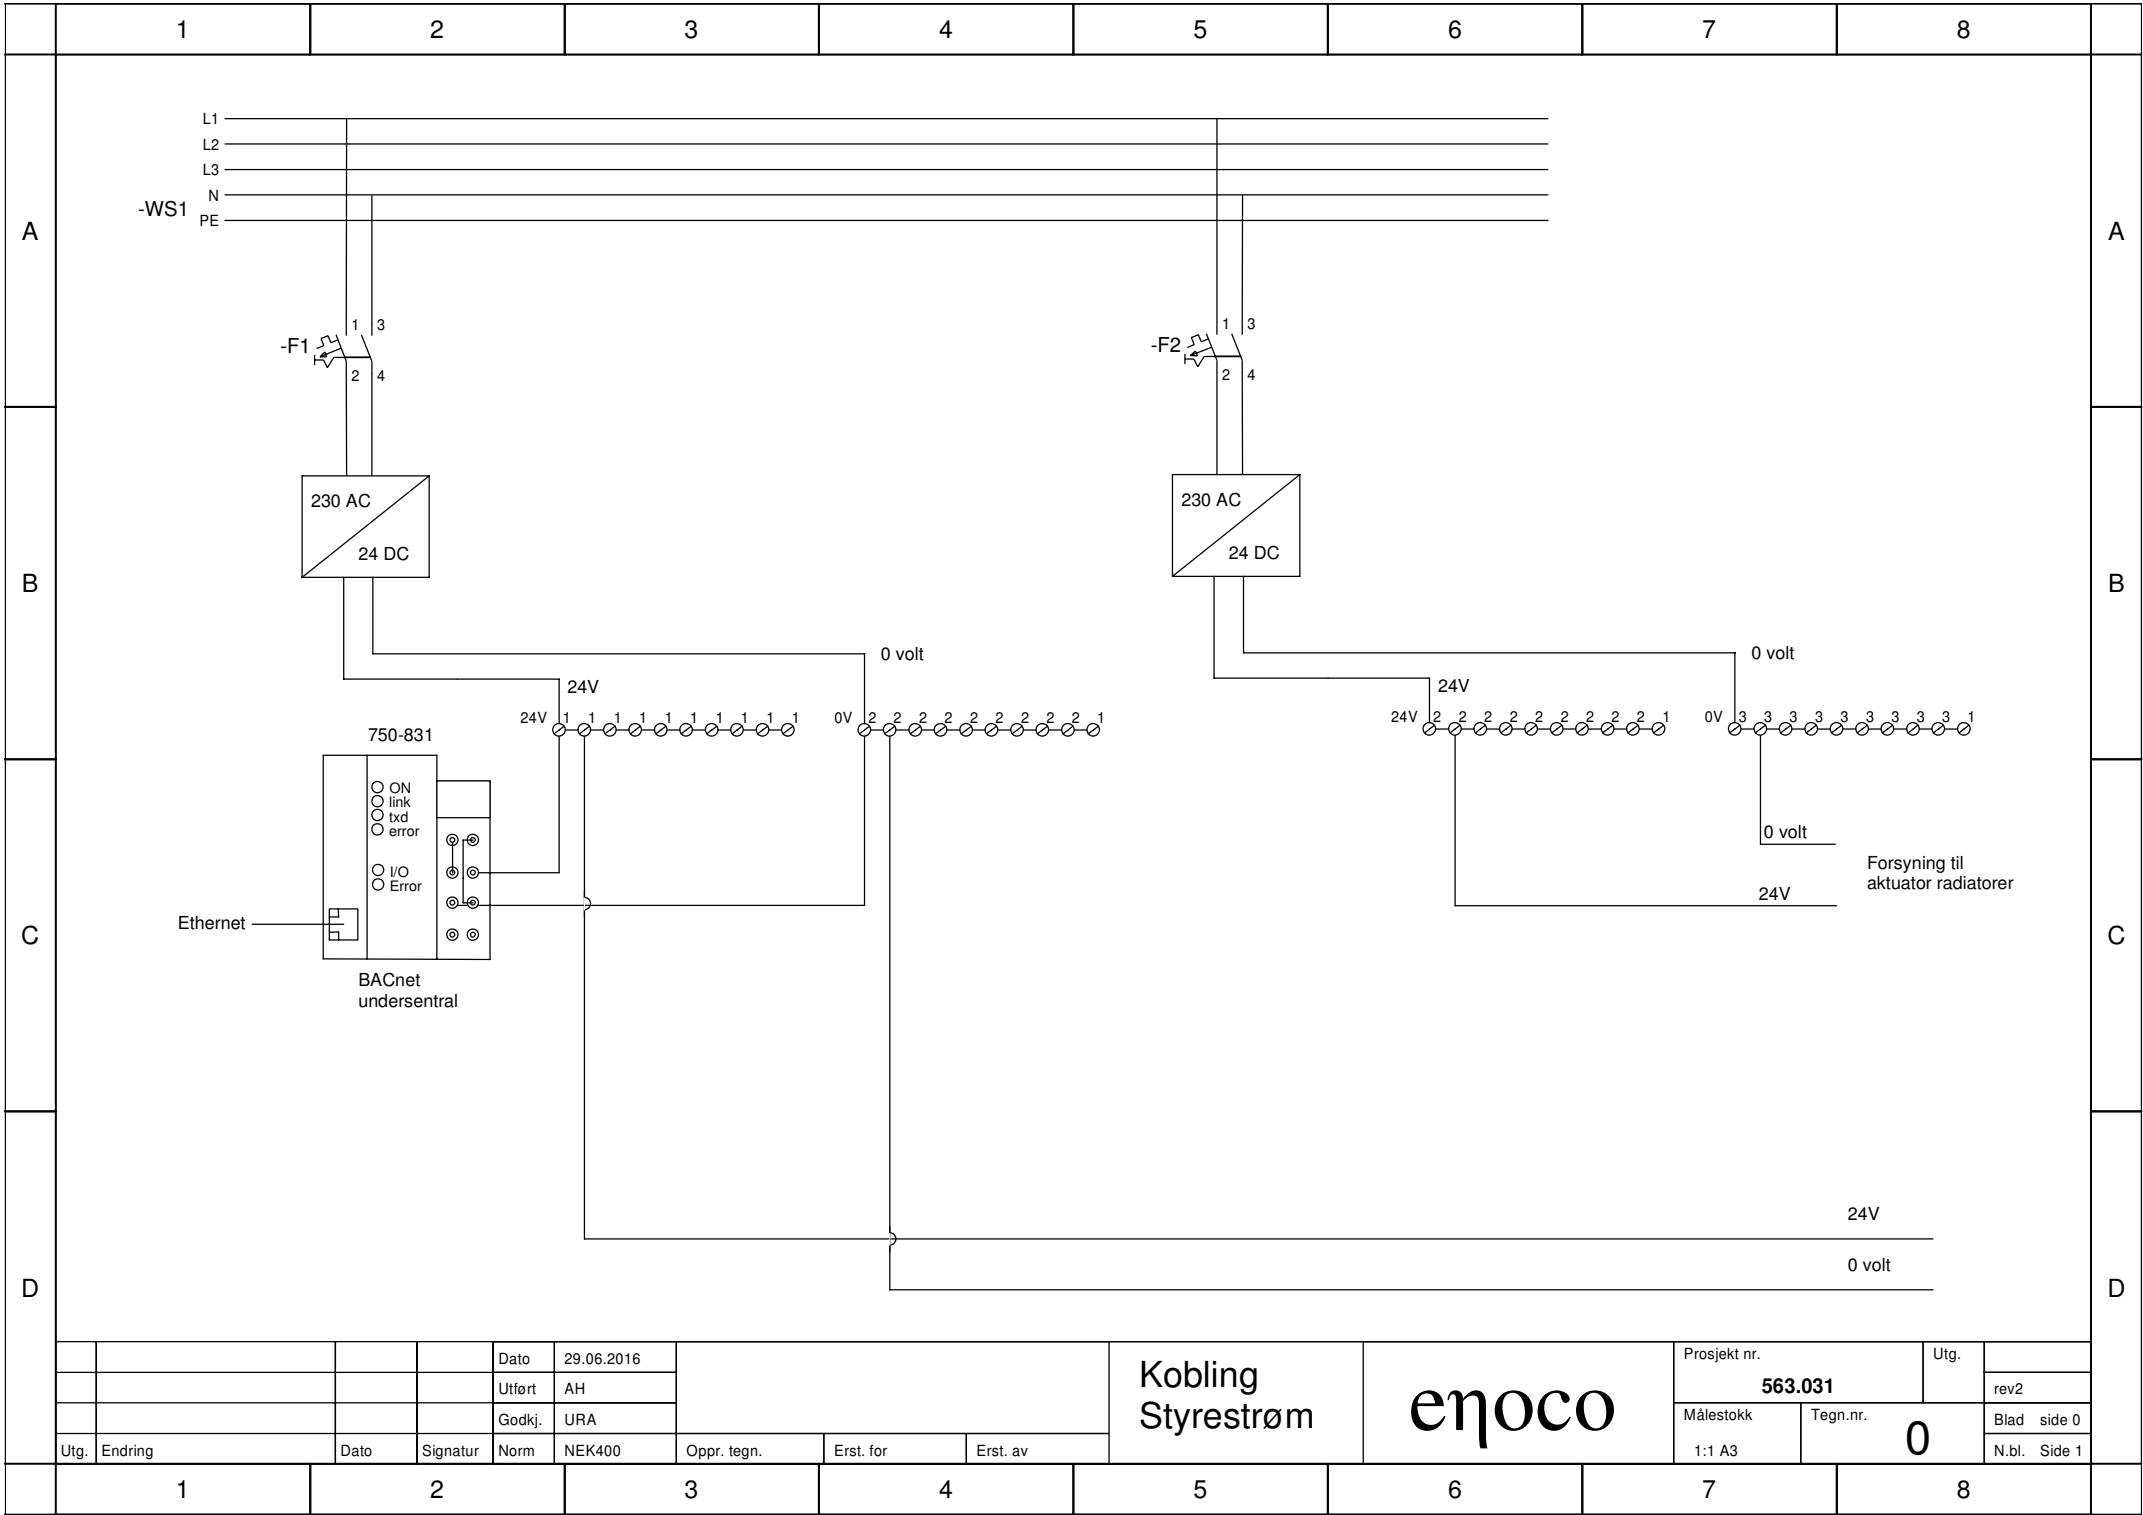 1 2 3 4 5 6 7 8
A A
L1
L2
L3
N
-WS1
PE
-F1 1 3
2 4
-F2 1 3
2 4
B B
230 AC
24 DC
230 AC
24 DC
0 volt
24V
0 volt
24V
24V 1 1 1 1 1 1 1 1 1 1
0V 2 2 2 2 2 2 2 2 2 1
24V 2 2 2 2 2 2 2 2 2 1
0V 3 3 3 3 3 3 3 3 3 1
C C
750-831
ON
link
txd
error
I/O
Error
Ethernet
BACnet
undersentral
0 volt
24V
Forsyning til
aktuator radiatorer
D D
24V
0 volt
Dato 29.06.2016
Utført AH
Godkj. URA
Utg. Endring Dato Signatur Norm NEK400 Oppr. tegn. Erst. for Erst. av
Kobling
Styrestrøm
enoco
Prosjekt nr. Utg.
563.031 rev2
Målestokk Tegn.nr. Blad side 0
1:1 A3 0 N.bl. Side 1
1 2 3 4 5 6 7 8